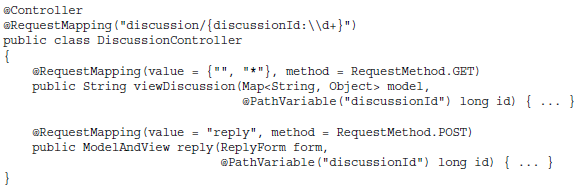 @Controller
@RequestMapping("discussion/{discussionId:\\d+}")
public class DiscussionController
{
    @RequestMapping(value = {"", "*"}, method = RequestMethod.GET)
    public String viewDiscussion(Map<String, Object> model,
                                 @PathVariable("discussionId") long id) { ... }
    @RequestMapping(value = "reply", method = RequestMethod.POST)
    public ModelAndView reply(ReplyForm form,
                              @PathVariable("discussionId") long id) { ... }
}